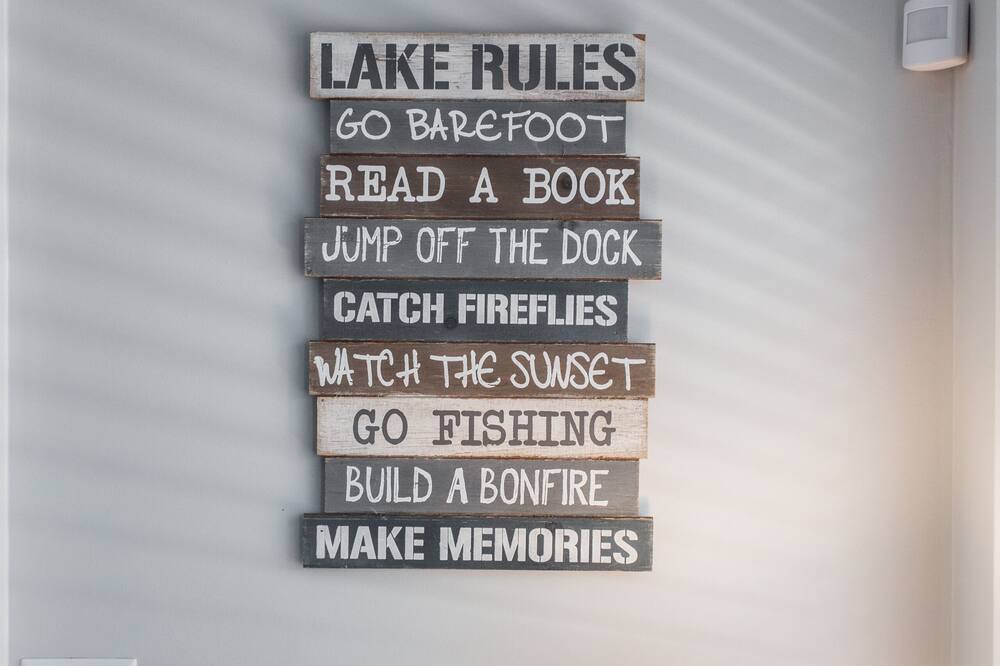 LAKE RULES
GO BAREFOOT
READ A BOOK
JUMP OFF THE DOCK
CATCH FIREFLIES
WATCH THE SUNSET
GO FISHING
BUILD A BONFIRE
MAKE MEMORIES